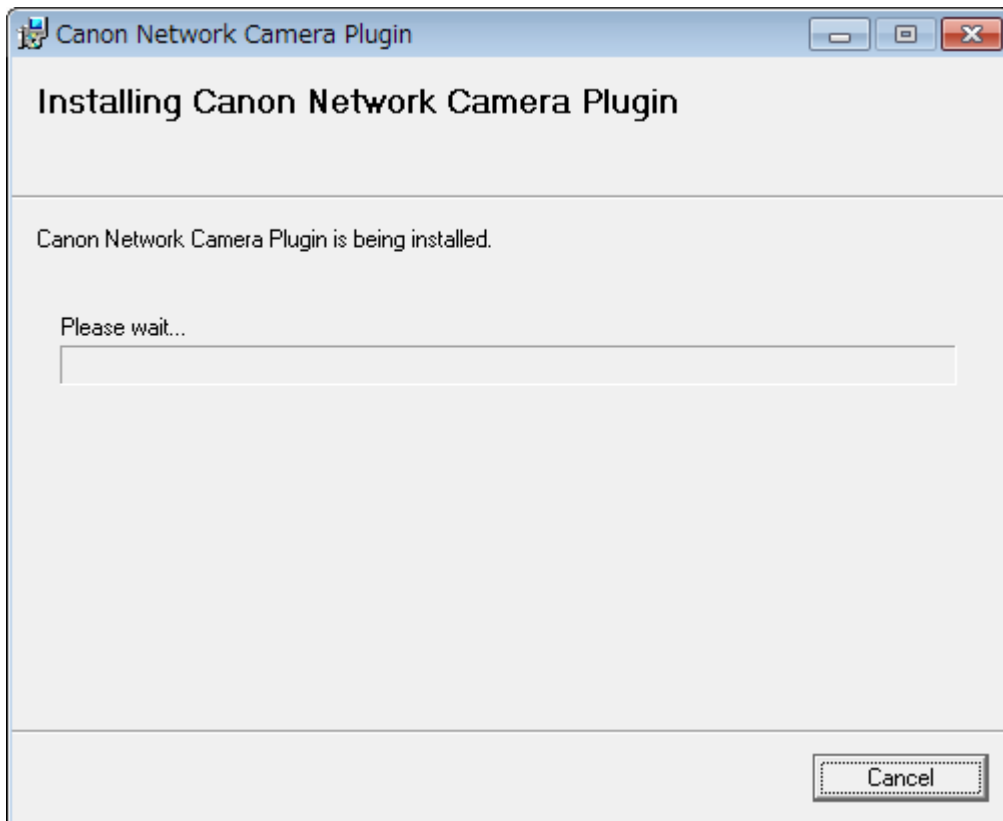 Canon Network Camera Plugin
Installing Canon Network Camera Plugin
Canon Network Camera Plugin is being installed.
Please wait...
Cancel